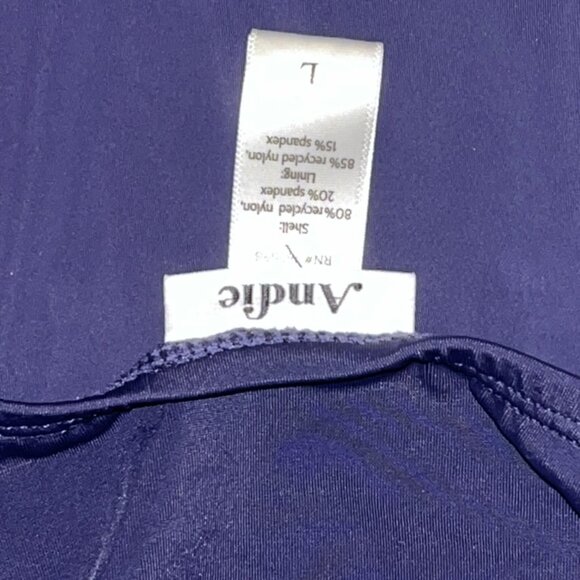 Andie
RN#
Shell:
80% recycled nylon,
20% spandex
Lining:
85% recycled nylon,
15% spandex
L